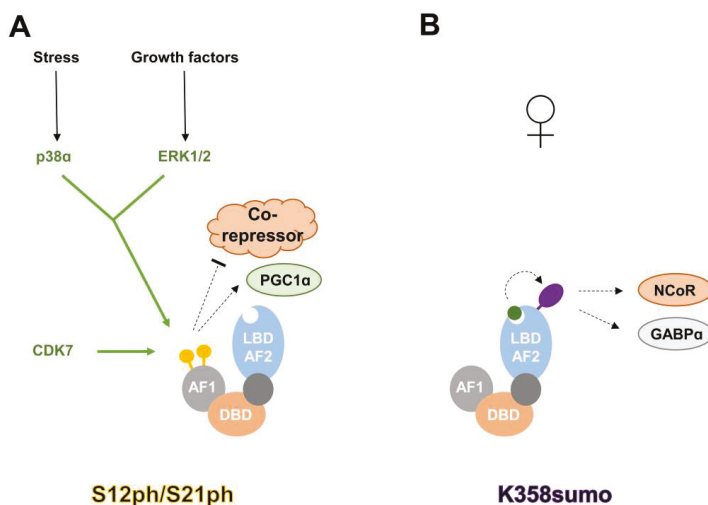 A
Stress
Growth factors
p38α
ERK1/2
Co-
repressor
PGC1α
CDK7
LBD
AF2
AF1
DBD
S12ph/S21ph
B
NCoR
GABPα
LBD
AF2
AF1
DBD
K358sumo